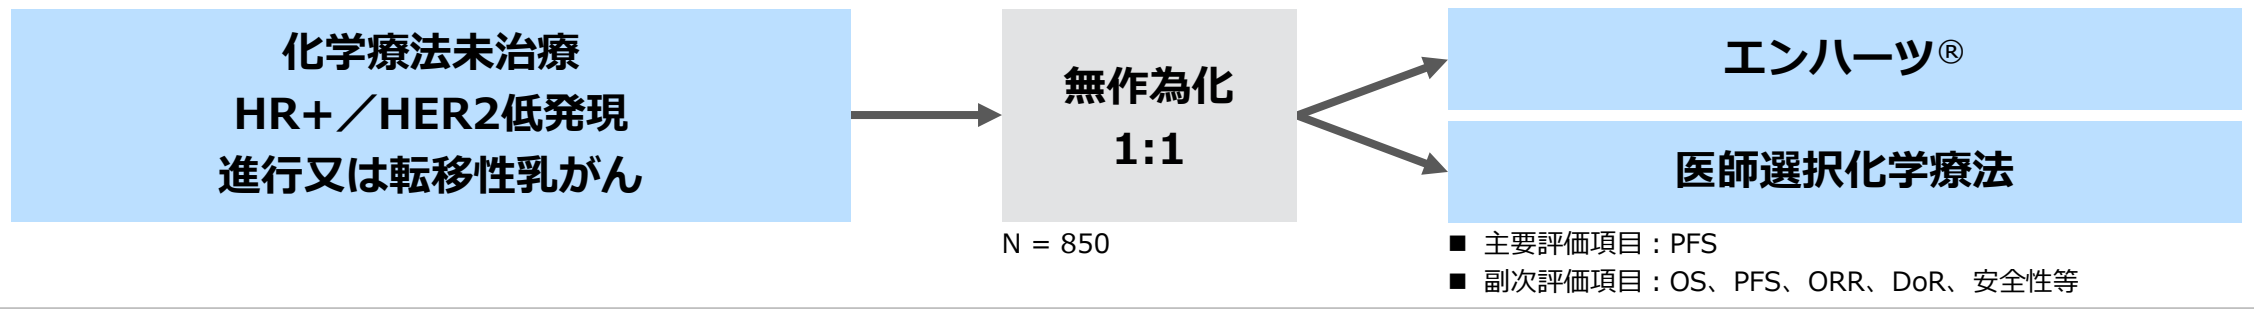 化学療法未治療
HR+／HER2低発現
進行又は転移性乳がん
無作為化
1:1
N = 850
エンハーツ®
医師選択化学療法
■ 主要評価項目：PFS
■ 副次評価項目：OS、PFS、ORR、DoR、安全性等